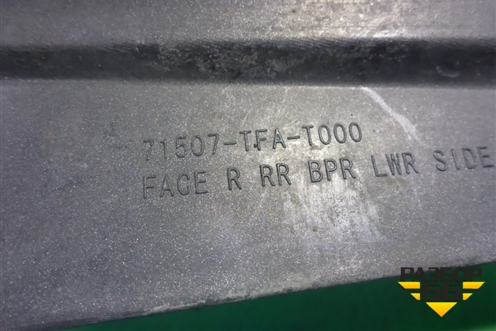 71507-TFA-T000
FACE R RR BPR LWR SIDE